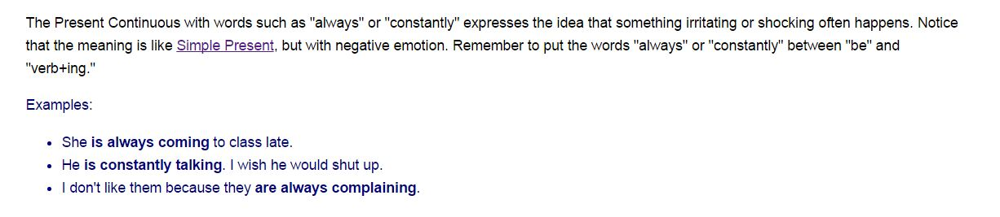 The Present Continuous with words such as "always" or "constantly" expresses the idea that something irritating or shocking often happens. Notice
that the meaning is like Simple Present, but with negative emotion. Remember to put the words "always" or "constantly" between "be" and
"verb+ing."
Examples:
• She is always coming to class late.
• He is constantly talking. I wish he would shut up.
• I don't like them because they are always complaining.